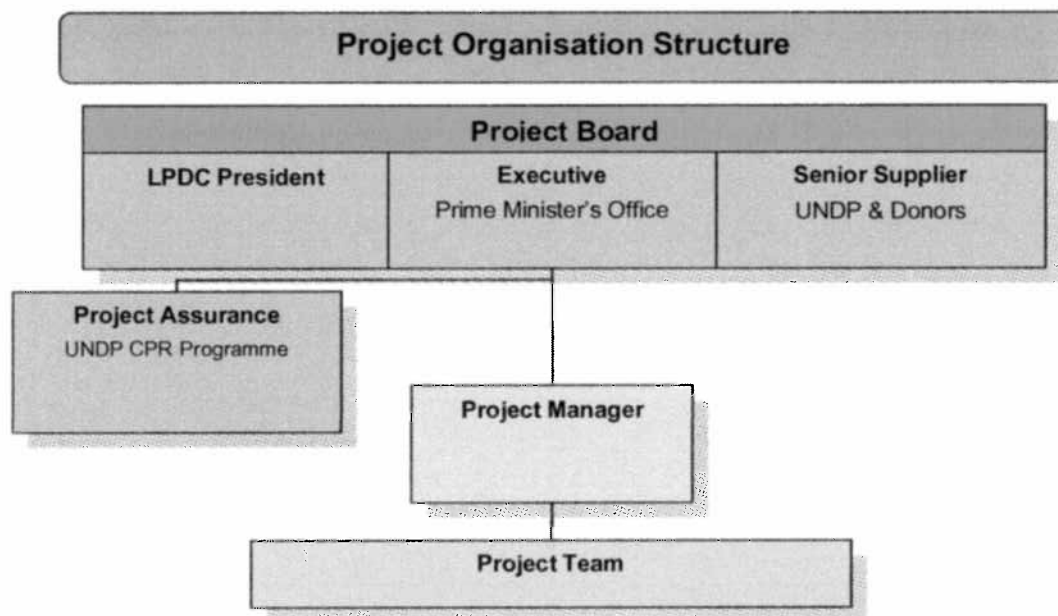 Project Organisation Structure
Project Board
LPDC President
Executive
Prime Minister's Office
Senior Supplier
UNDP & Donors
Project Assurance
UNDP CPR Programme
Project Manager
Project Team